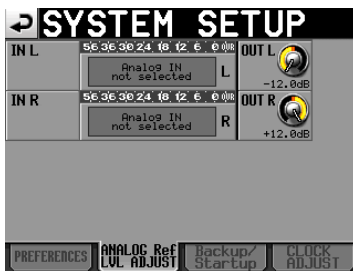 SYSTEM SETUP
IN L
56 36 30 24 18 12 6 0 OVR
OUT L
Analog IN
not selected
L
-12.0dB
IN R
56 36 30 24 18 12 6 0 OVR
OUT R
Analog IN
not selected
R
+12.0dB
PREFERENCES
ANALOG Ref
LVL ADJUST
Backup/
Startup
CLOCK
ADJUST